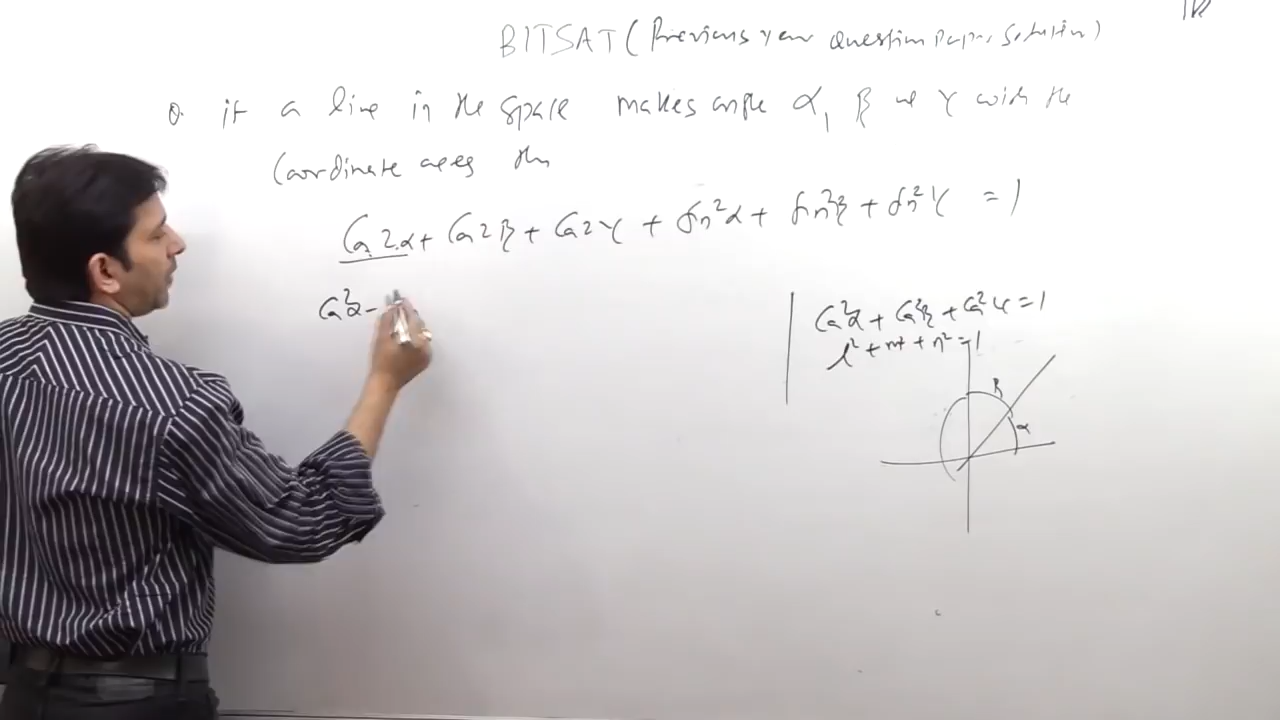 BITSAT (Previous year Question Paper Solution)
Q. if a line in the space makes angle α, β and γ with the
Coordinate axes then
Cos 2α + Cos 2β + Cos 2γ + Sin²α + Sin²β + Sin²γ = 1
Cos²α -
Cos²α + Cos²β + Cos²γ = 1
l² + m² + n² = 1
β
α